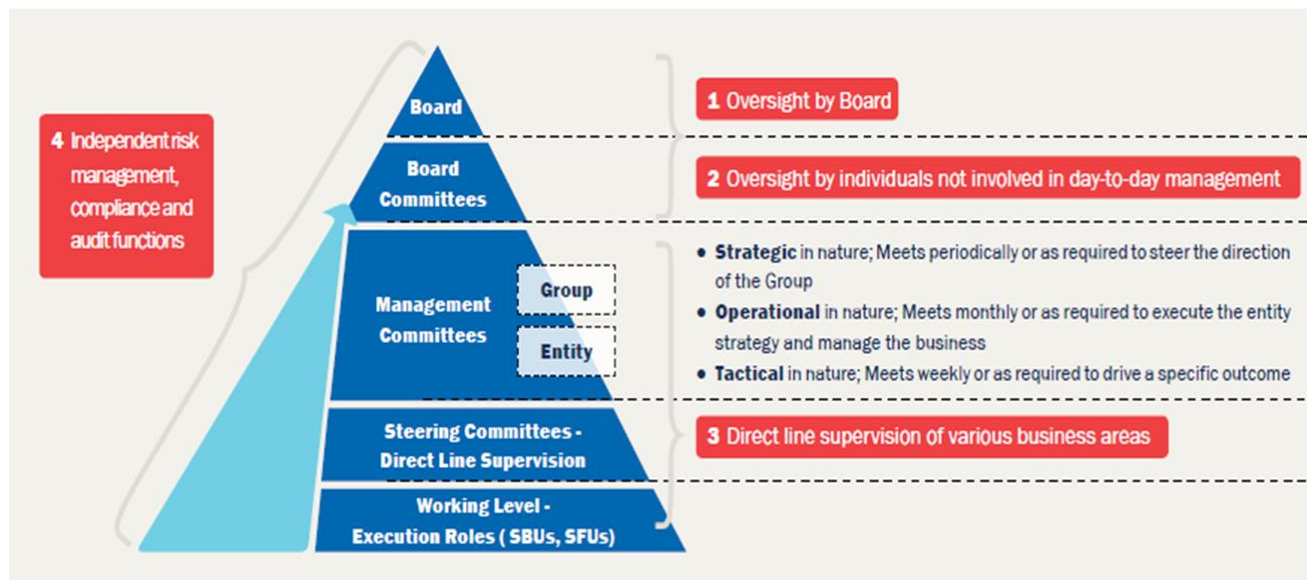 Board
1 Oversight by Board
4 Independent risk
management,
compliance and
audit functions
Board
Committees
2 Oversight by individuals not involved in day-to-day management
Management
Committees
Group
Entity
• Strategic in nature; Meets periodically or as required to steer the direction
of the Group
• Operational in nature; Meets monthly or as required to execute the entity
strategy and manage the business
• Tactical in nature; Meets weekly or as required to drive a specific outcome
Steering Committees -
Direct Line Supervision
3 Direct line supervision of various business areas
Working Level -
Execution Roles ( SBUs, SFUs)